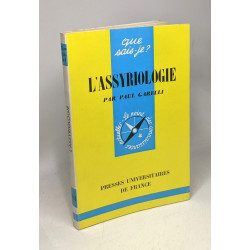 que
sais-je?
L'ASSYRIOLOGIE
PAR PAUL GARELLI
PRESSES UNIVERSITAIRES
DE FRANCE